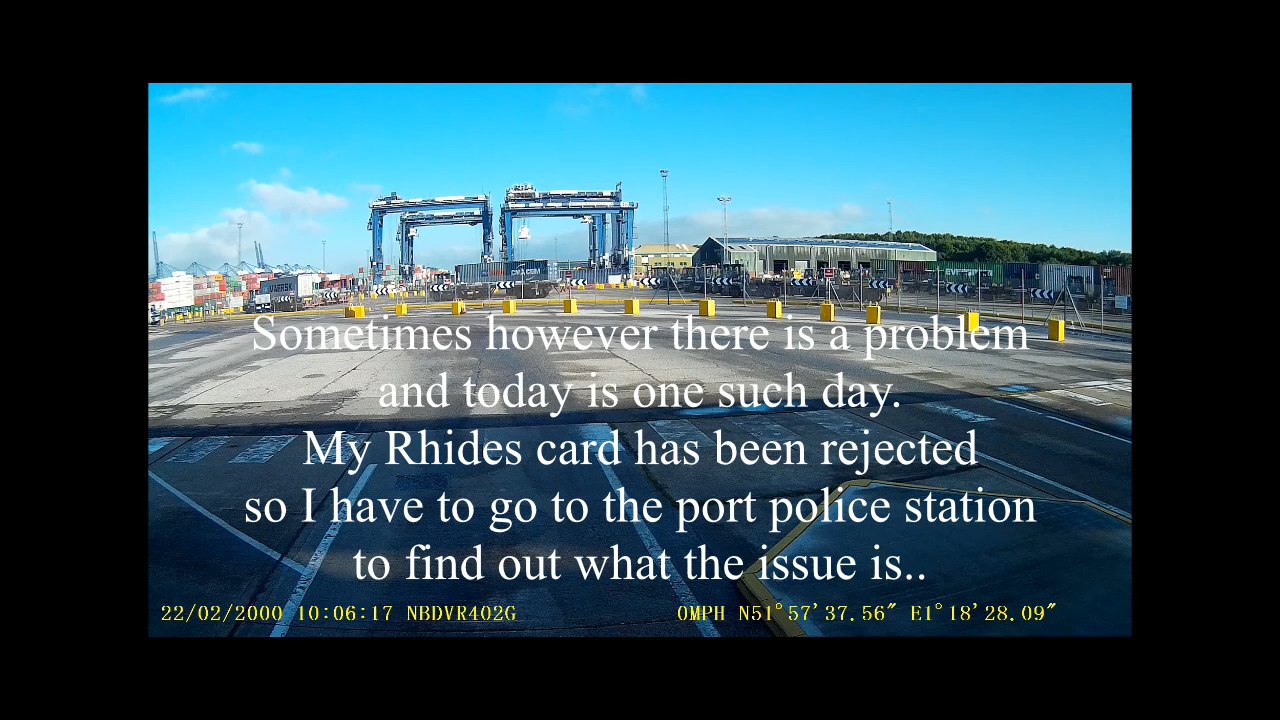 CMA CGM
Sometimes however there is a problem
and today is one such day.
My Rhides card has been rejected
so I have to go to the port police station
to find out what the issue is..
22/02/2000 10:06:17 NBDVR402G 0MPH N51°57'37.56" E1°18'28.09"